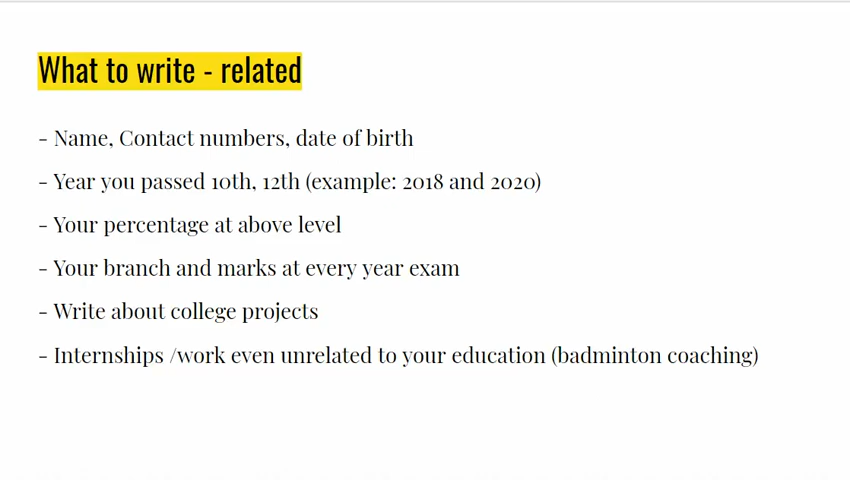 What to write - related
- Name, Contact numbers, date of birth
- Year you passed 10th, 12th (example: 2018 and 2020)
- Your percentage at above level
- Your branch and marks at every year exam
- Write about college projects
- Internships /work even unrelated to your education (badminton coaching)